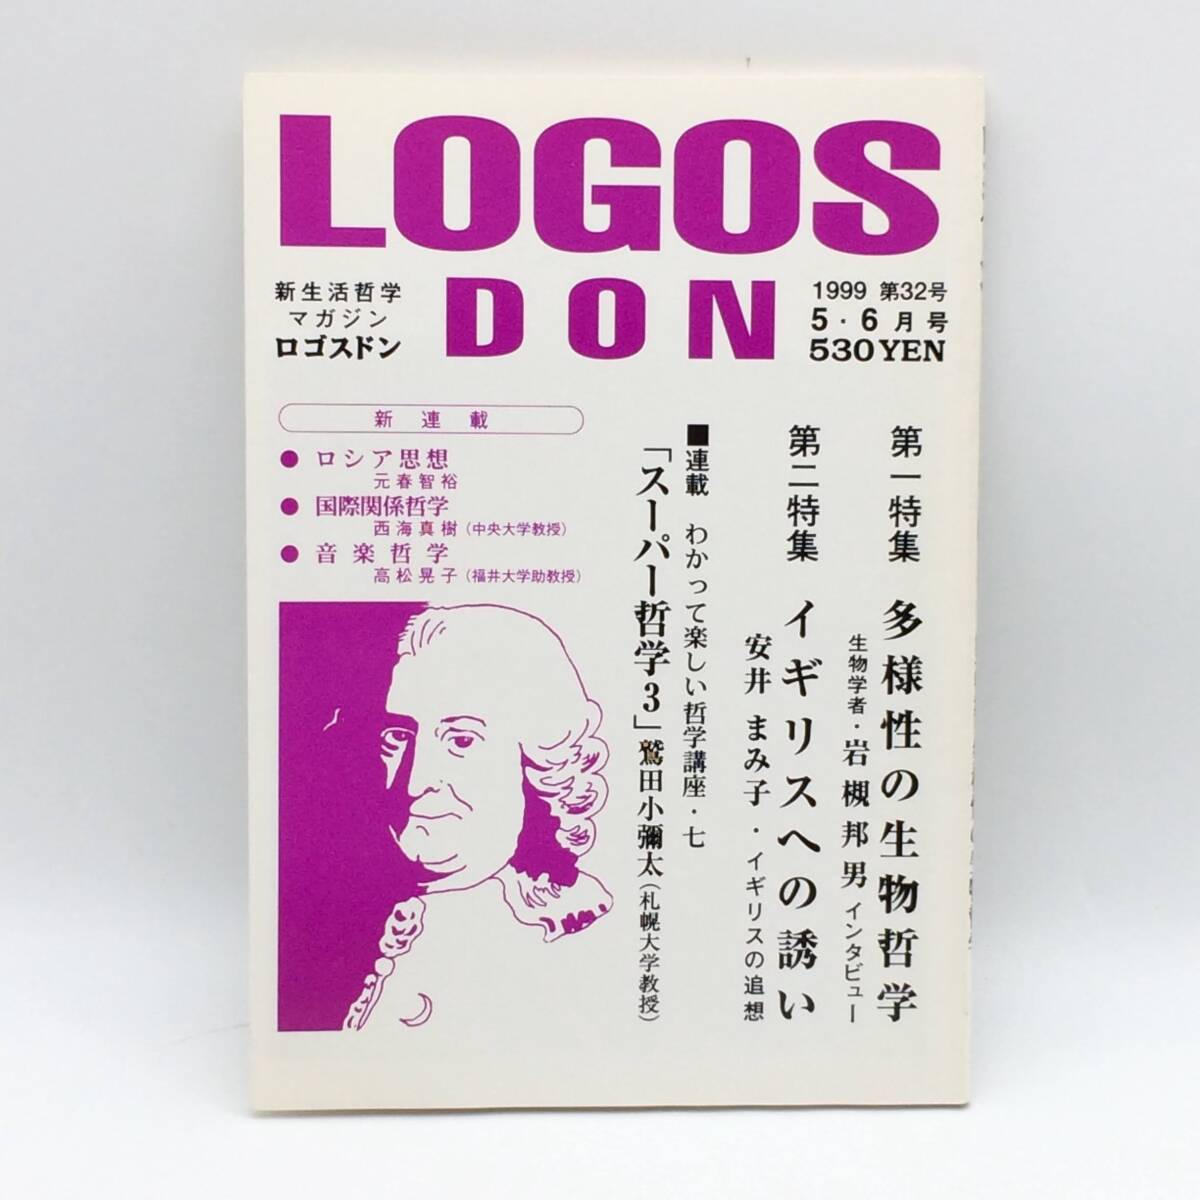 LOGOS
DON
新生活哲学
マガジン
ロゴスドン
1999 第32号
5・6月号
530YEN
第一特集 多様性の生物哲学
生物学者・岩槻邦男 インタビュー
第二特集 イギリスへの誘い
安井まみ子・イギリスの追想
■連載 わかって楽しい哲学講座・七
「スーパー哲学3」鷲田小彌太(札幌大学教授)
新連載
● ロシア思想
元春智裕
● 国際関係哲学
西海真樹(中央大学教授)
● 音楽哲学
高松晃子(福井大学助教授)